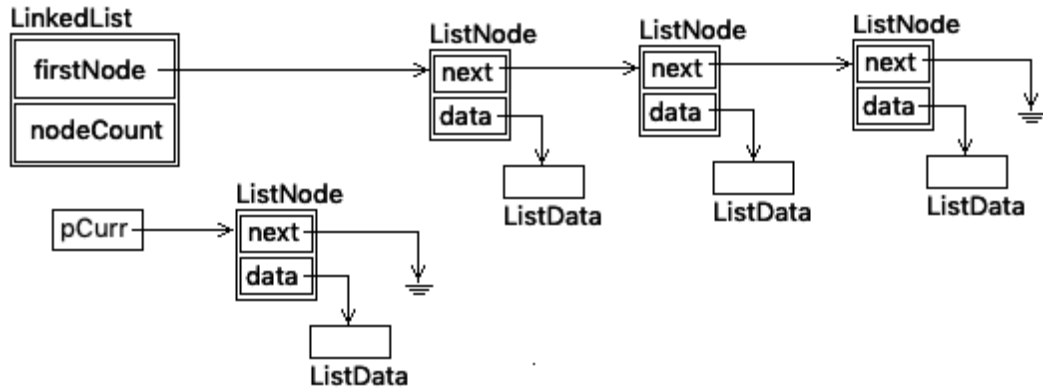 LinkedList
firstNode
nodeCount
ListNode
next
data
ListData
ListNode
next
data
ListData
ListNode
next
data
ListData
pCurr
ListNode
next
data
ListData